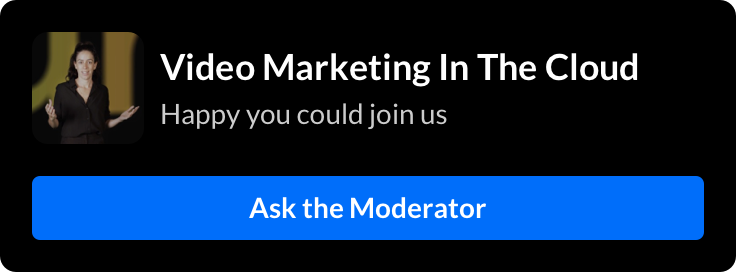 Video Marketing In The Cloud
Happy you could join us
Ask the Moderator